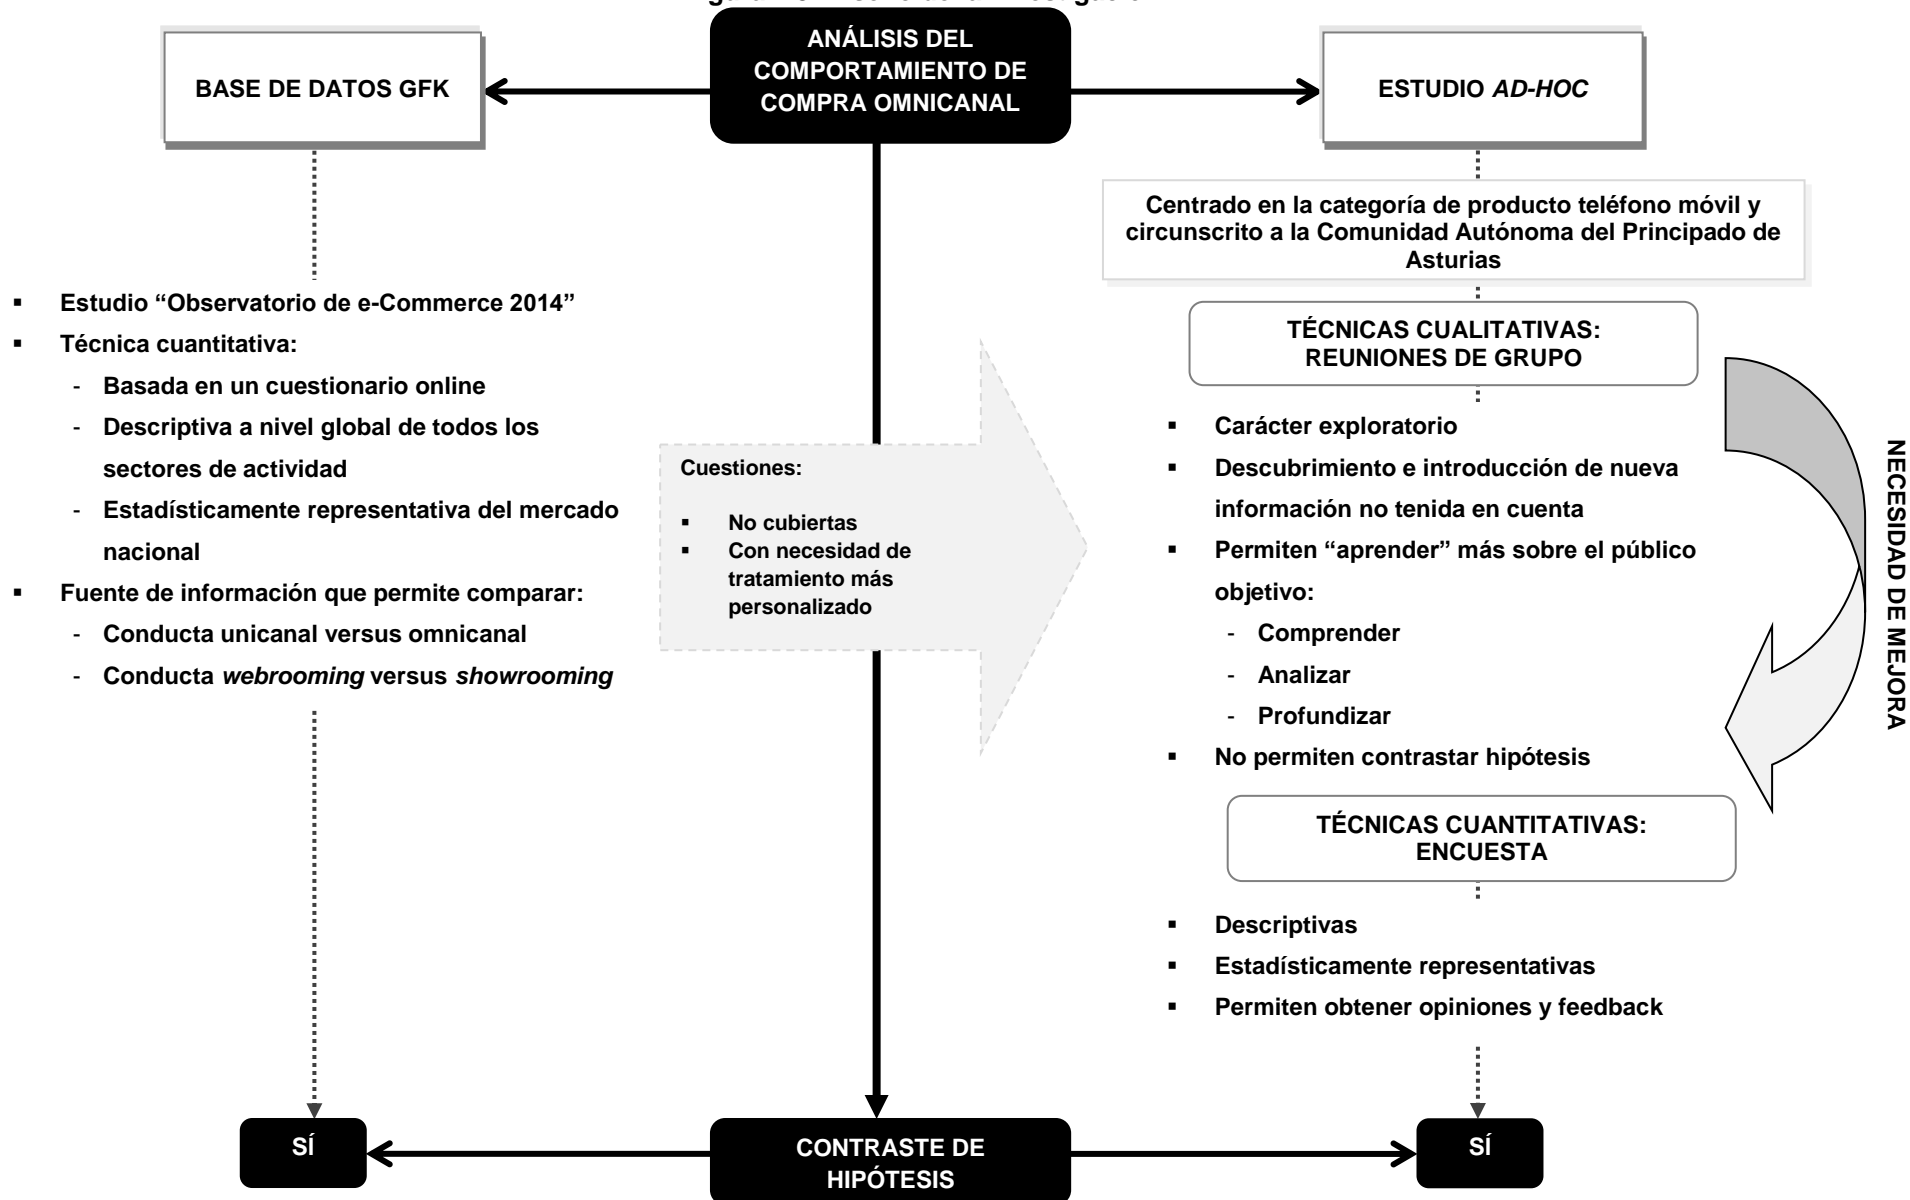 ANÁLISIS DEL
COMPORTAMIENTO DE
COMPRA OMNICANAL
BASE DE DATOS GFK
ESTUDIO AD-HOC
Centrado en la categoría de producto teléfono móvil y
circunscrito a la Comunidad Autónoma del Principado de
Asturias
▪ Estudio “Observatorio de e-Commerce 2014”
▪ Técnica cuantitativa:
- Basada en un cuestionario online
- Descriptiva a nivel global de todos los
sectores de actividad
- Estadísticamente representativa del mercado
nacional
▪ Fuente de información que permite comparar:
- Conducta unicanal versus omnicanal
- Conducta webrooming versus showrooming
Cuestiones:
▪ No cubiertas
▪ Con necesidad de
tratamiento más
personalizado
TÉCNICAS CUALITATIVAS:
REUNIONES DE GRUPO
▪ Carácter exploratorio
▪ Descubrimiento e introducción de nueva
información no tenida en cuenta
▪ Permiten “aprender” más sobre el público
objetivo:
- Comprender
- Analizar
- Profundizar
▪ No permiten contrastar hipótesis
NECESIDAD DE MEJORA
TÉCNICAS CUANTITATIVAS:
ENCUESTA
▪ Descriptivas
▪ Estadísticamente representativas
▪ Permiten obtener opiniones y feedback
SÍ
CONTRASTE DE
HIPÓTESIS
SÍ